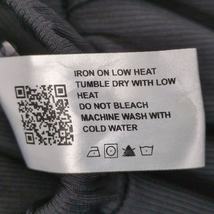 IRON ON LOW HEAT
TUMBLE DRY WITH LOW
HEAT
DO NOT BLEACH
MACHINE WASH WITH
COLD WATER